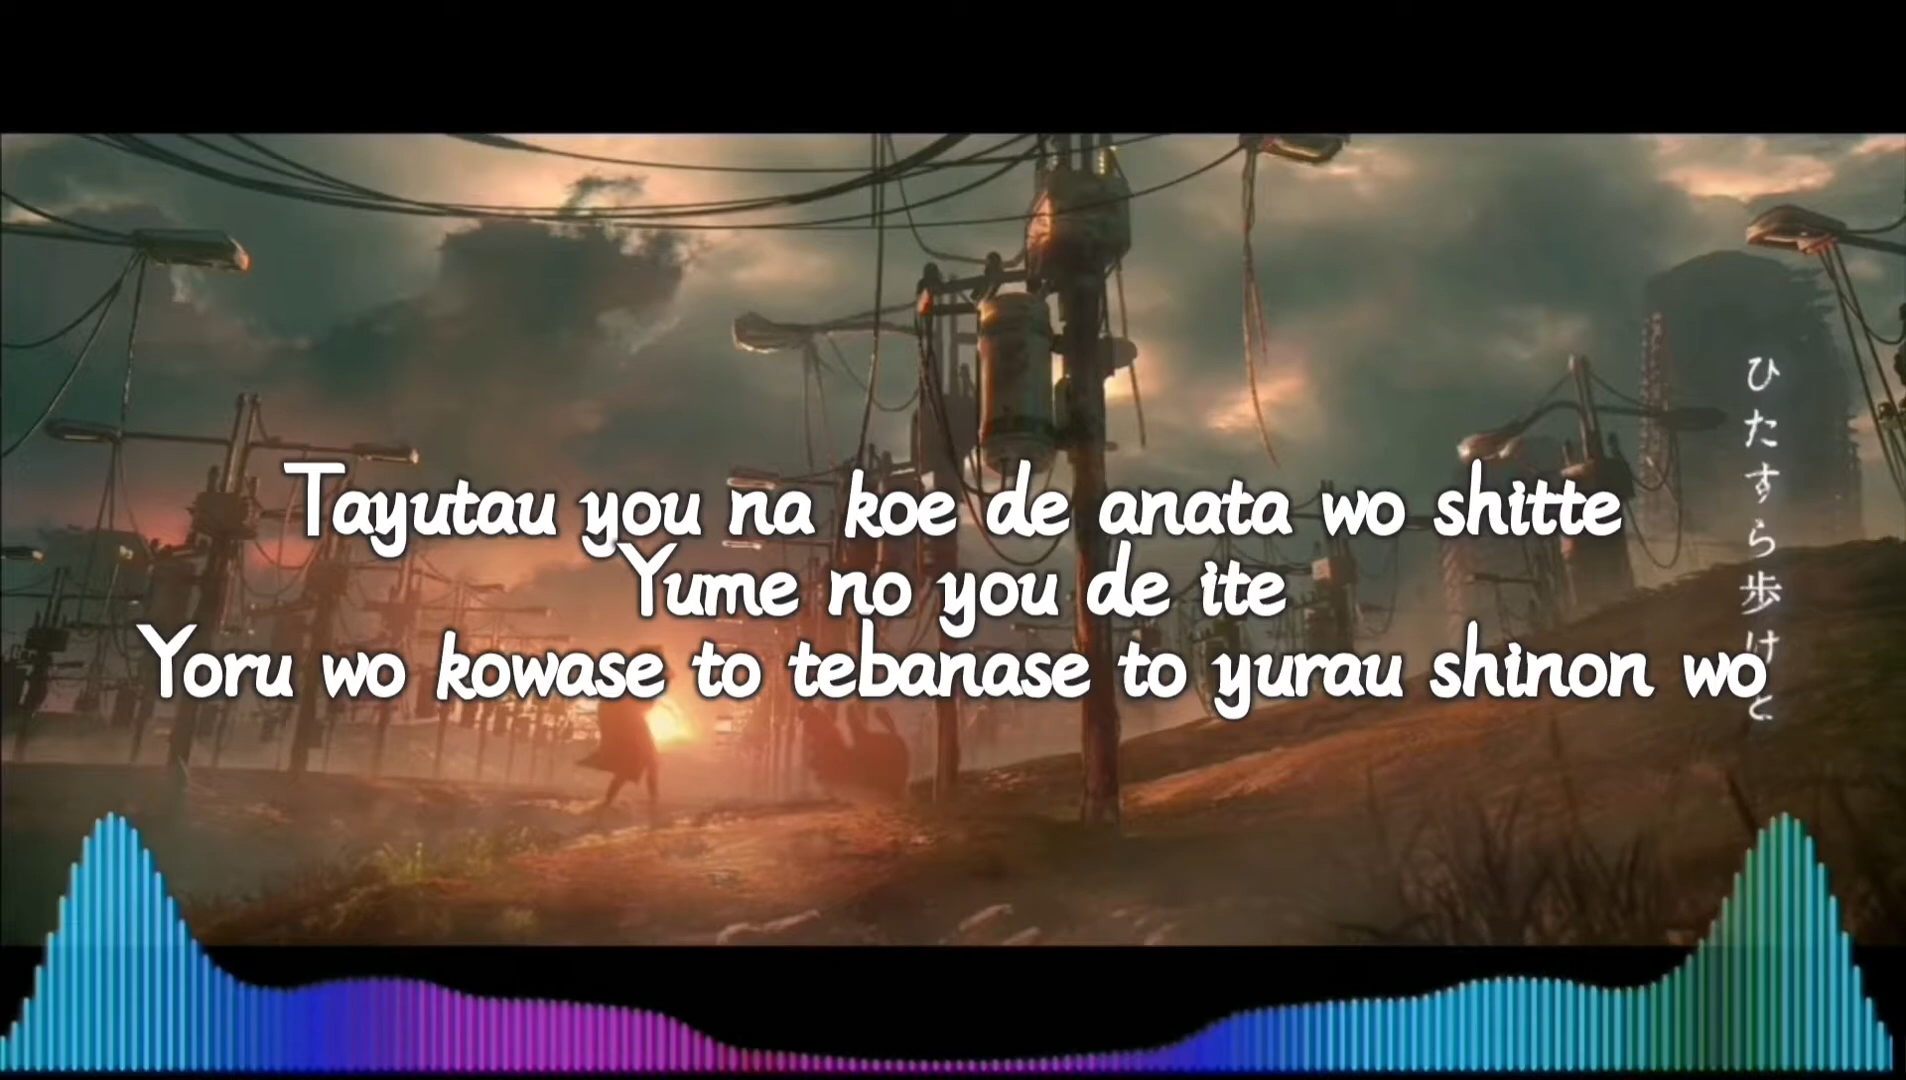 Tayutau you na koe de anata wo shitte
Yume no you de ite
Yoru wo kowase to tebanase to yurau shinon wo
ひたすら歩けと